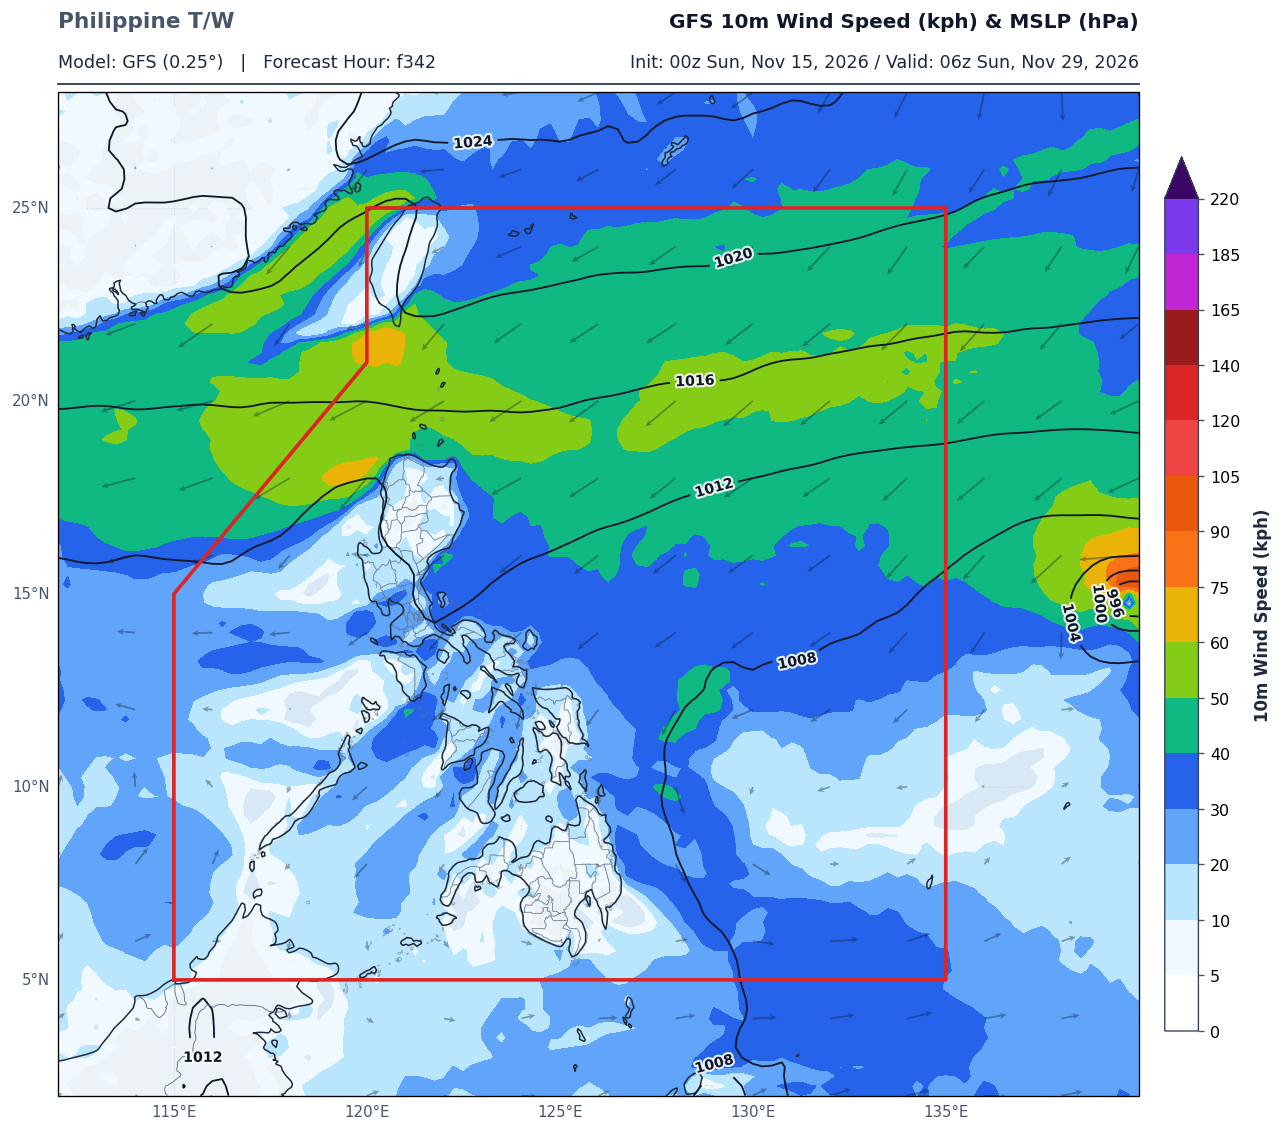 Philippine T/W
GFS 10m Wind Speed (kph) & MSLP (hPa)
Model: GFS (0.25°)   |   Forecast Hour: f342
Init: 00z Sun, Nov 15, 2026 / Valid: 06z Sun, Nov 29, 2026
1024
1020
1016
1012
1008
996
1000
1004
1012
1008
25°N
20°N
15°N
10°N
5°N
115°E
120°E
125°E
130°E
135°E
220
185
165
140
120
105
90
75
60
50
40
30
20
10
5
0
10m Wind Speed (kph)